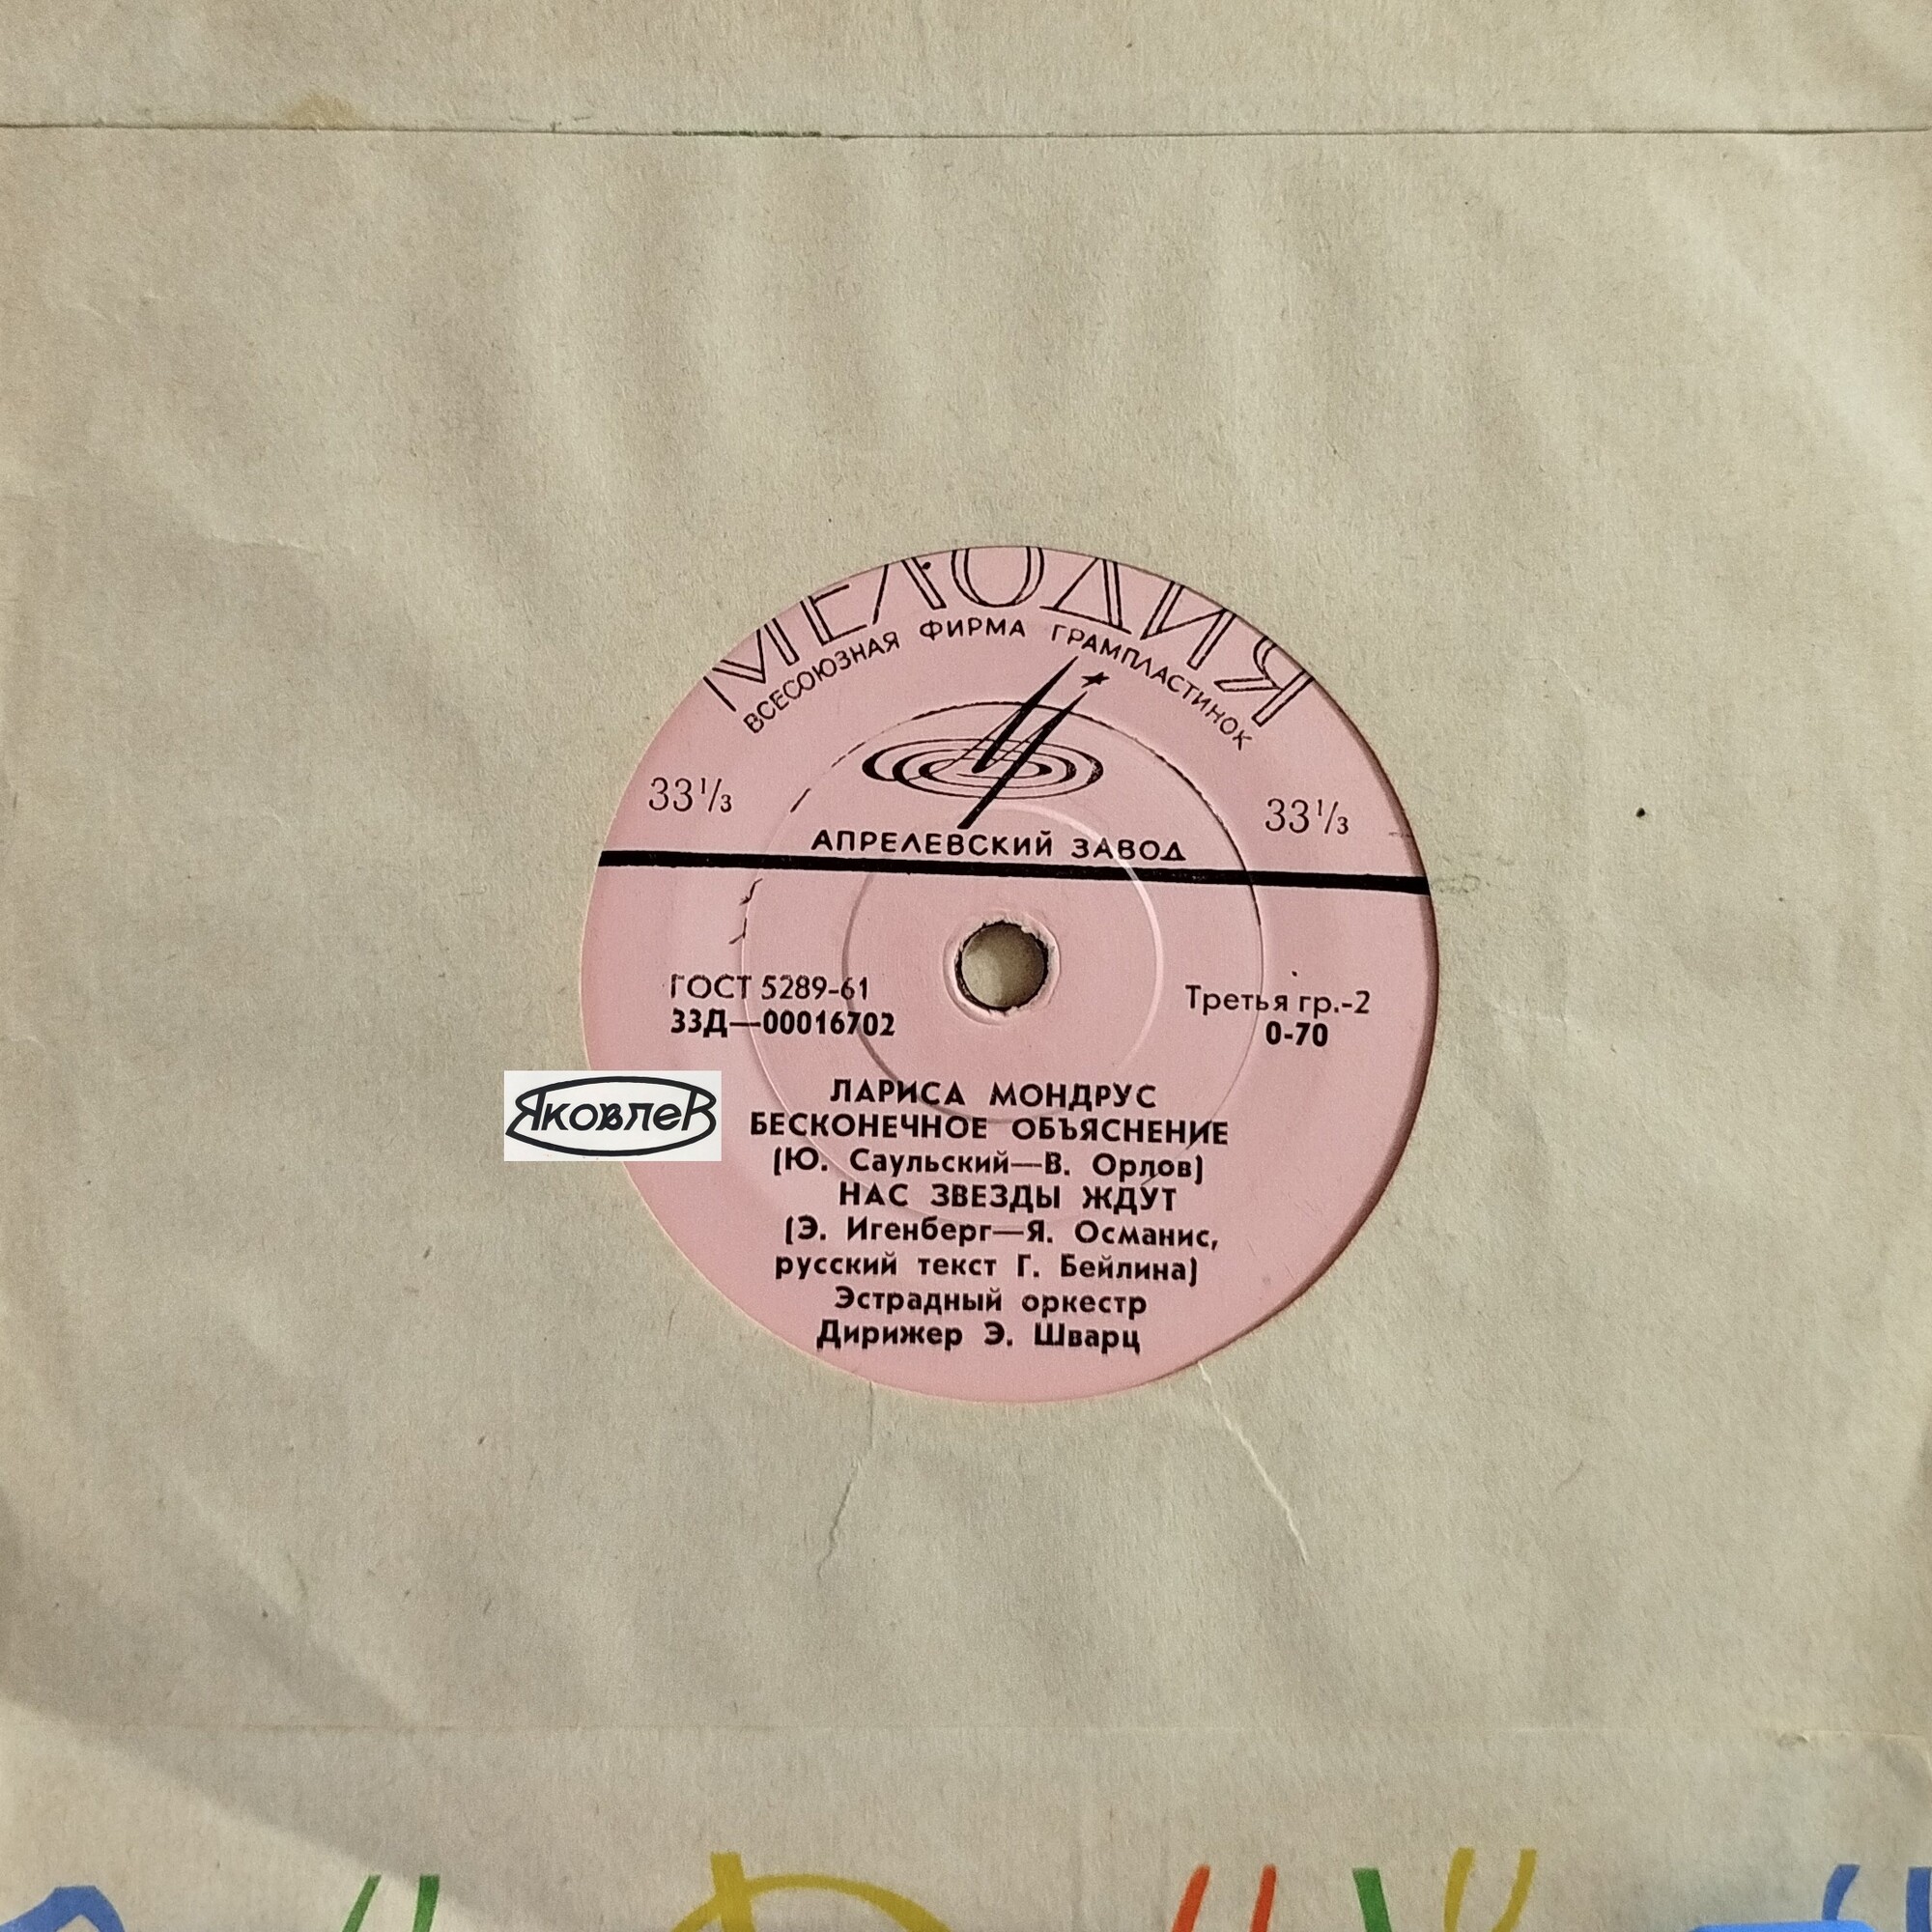 МЕЛОДИЯ
ВСЕСОЮЗНАЯ ФИРМА ГРАМПЛАСТИНОК
33⅓ 33⅓
АПРЕЛЕВСКИЙ ЗАВОД
ГОСТ 5289-61 Третья гр.-2
33Д—00016702 0-70
ЯковлеВ
ЛАРИСА МОНДРУС
БЕСКОНЕЧНОЕ ОБЪЯСНЕНИЕ
(Ю. Саульский—В. Орлов)
НАС ЗВЕЗДЫ ЖДУТ
(Э. Игенберг—Я. Османис,
русский текст Г. Бейлина)
Эстрадный оркестр
Дирижер Э. Шварц